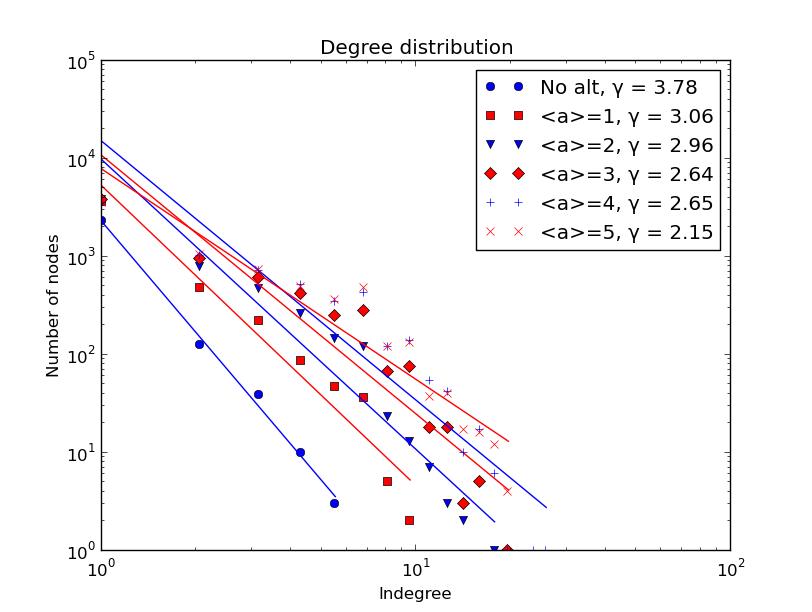 Degree distribution
No alt, γ = 3.78
<a>=1, γ = 3.06
<a>=2, γ = 2.96
<a>=3, γ = 2.64
<a>=4, γ = 2.65
<a>=5, γ = 2.15
10^5
10^4
10^3
10^2
10^1
10^0
Number of nodes
10^0 10^1 10^2
Indegree